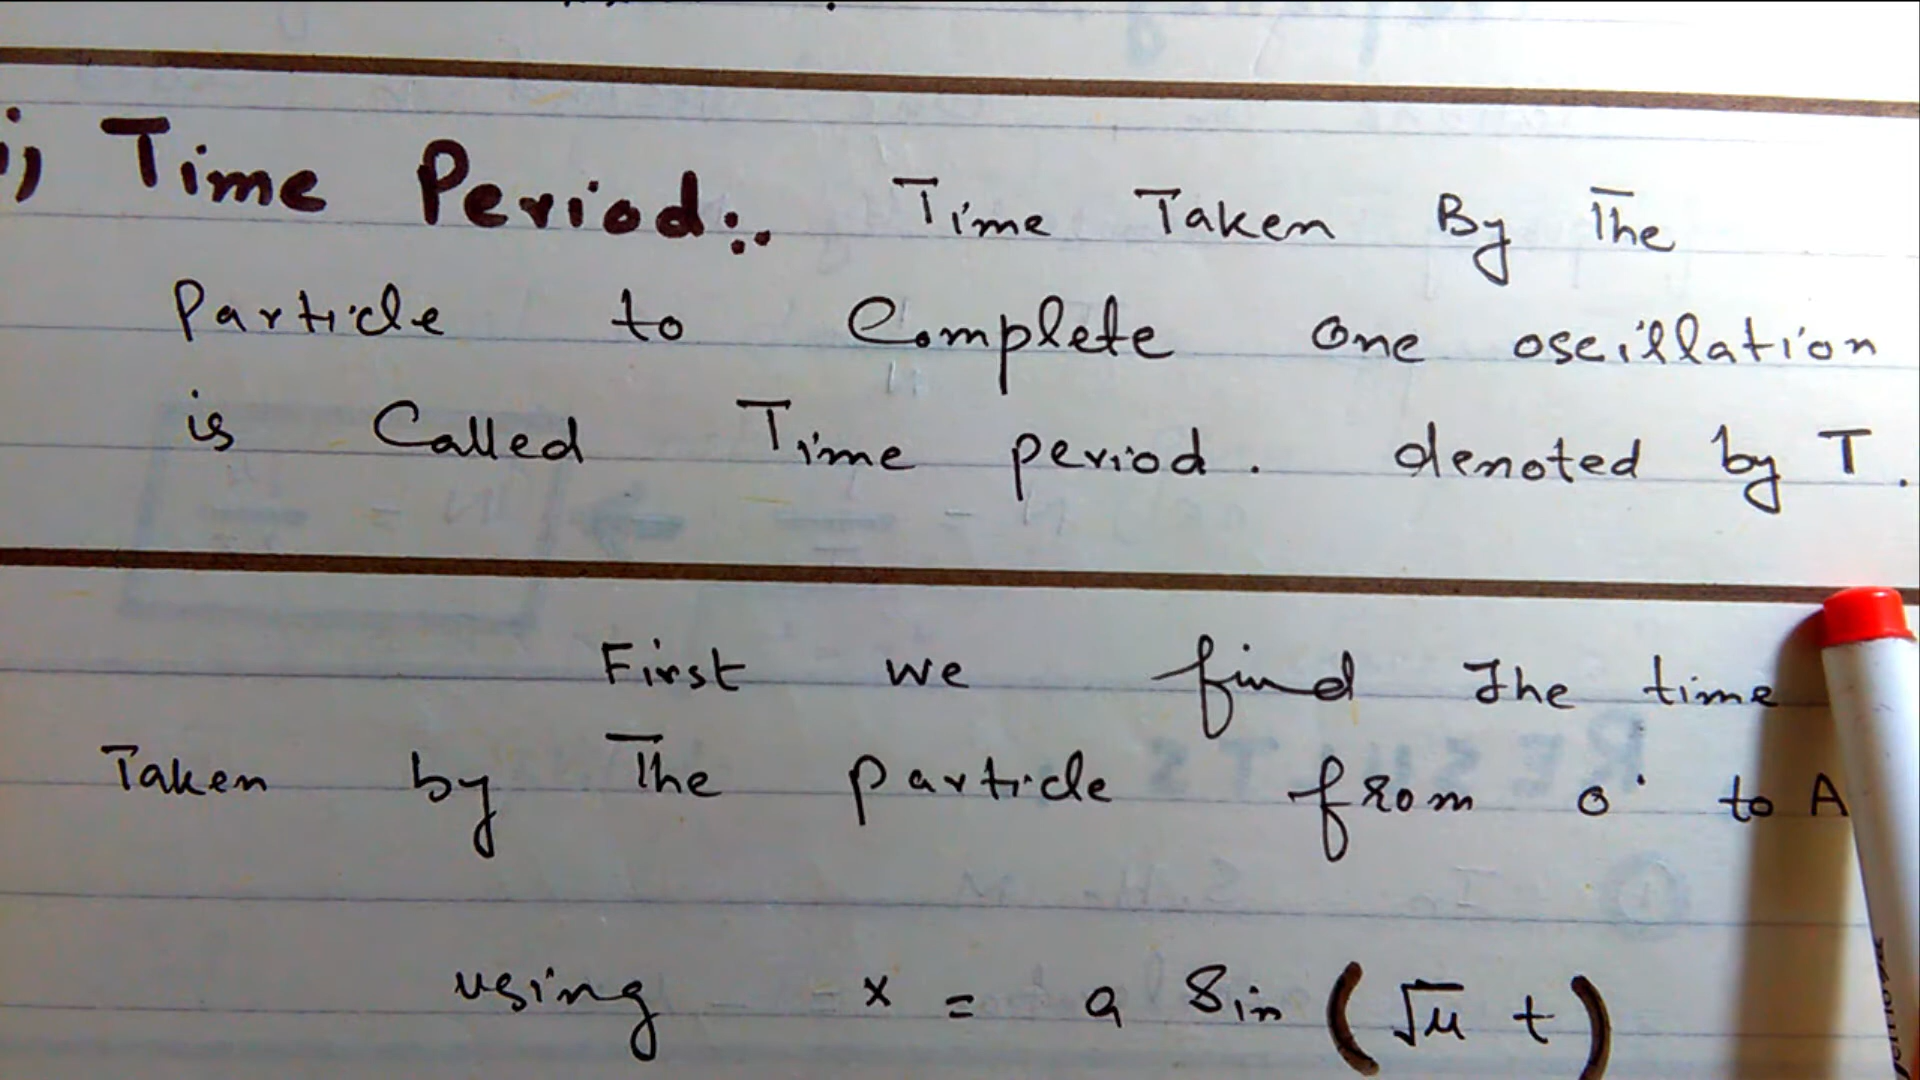 i) Time Period:. Time Taken By The
Particle to Complete one oscillation
is Called Time period. denoted by T.
First we find The time
Taken by The particle from o to A
using x = a Sin (√μ t)